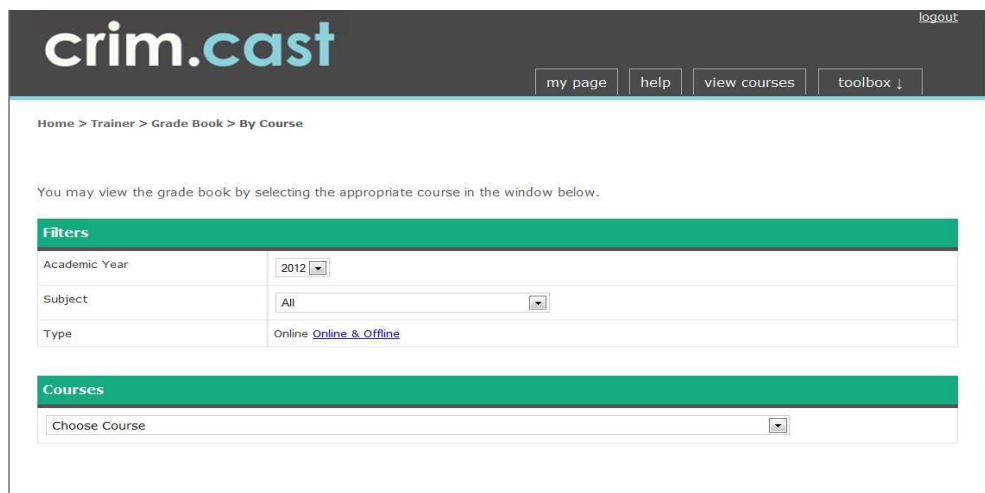 logout
crim.cast
my page help view courses toolbox ↓
Home > Trainer > Grade Book > By Course
You may view the grade book by selecting the appropriate course in the window below.
Filters
Academic Year 2012
Subject All
Type Online Online & Offline
Courses
Choose Course